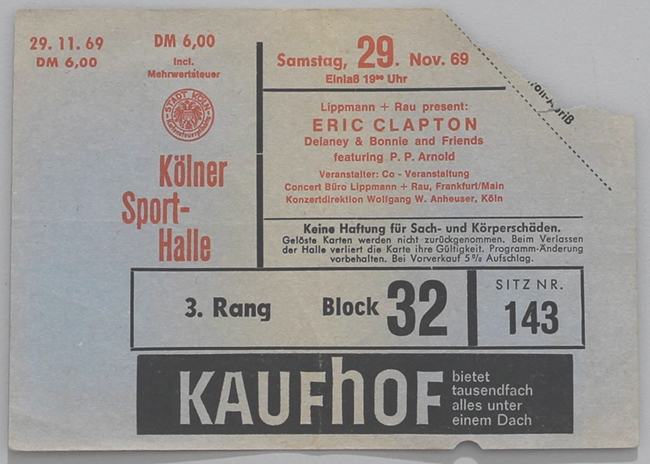 29.11.69
DM 6,00
DM 6,00
Incl.
Mehrwertsteuer
STADT KÖLN
Kölner
Sport-
Halle
Samstag, 29. Nov. 69
Einlaß 19⁰⁰ Uhr
Lippmann + Rau present:
ERIC CLAPTON
Delaney & Bonnie and Friends
featuring P. P. Arnold
Veranstalter: Co - Veranstaltung
Concert Büro Lippmann + Rau, Frankfurt/Main
Konzertdirektion Wolfgang W. Anheuser, Köln
Keine Haftung für Sach- und Körperschäden.
Gelöste Karten werden nicht zurückgenommen. Beim Verlassen
der Halle verliert die Karte ihre Gültigkeit. Programm-Änderung
vorbehalten. Bei Vorverkauf 5% Aufschlag.
3. Rang
Block 32
SITZ NR.
143
KAUFhOF
bietet
tausendfach
alles unter
einem Dach